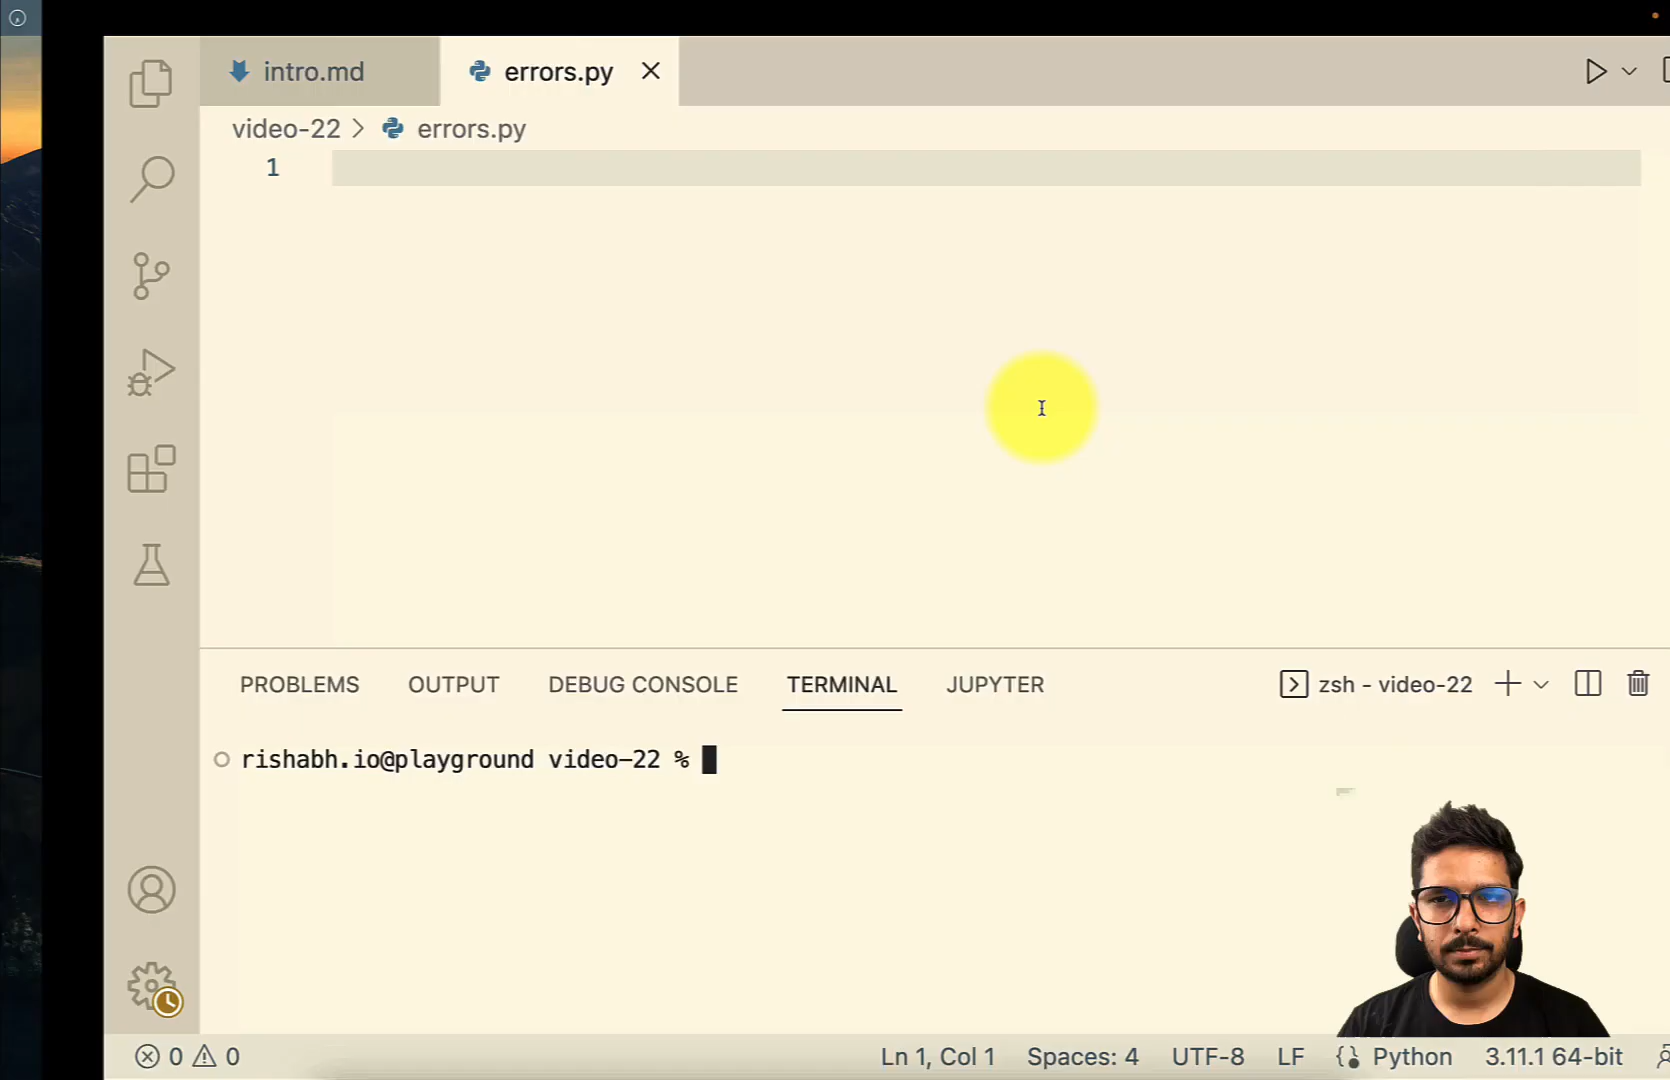 intro.md
errors.py
video-22 > errors.py
1
PROBLEMS
OUTPUT
DEBUG CONSOLE
TERMINAL
JUPYTER
zsh - video-22
rishabh.io@playground video-22 %
0
0
Ln 1, Col 1
Spaces: 4
UTF-8
LF
Python
3.11.1 64-bit